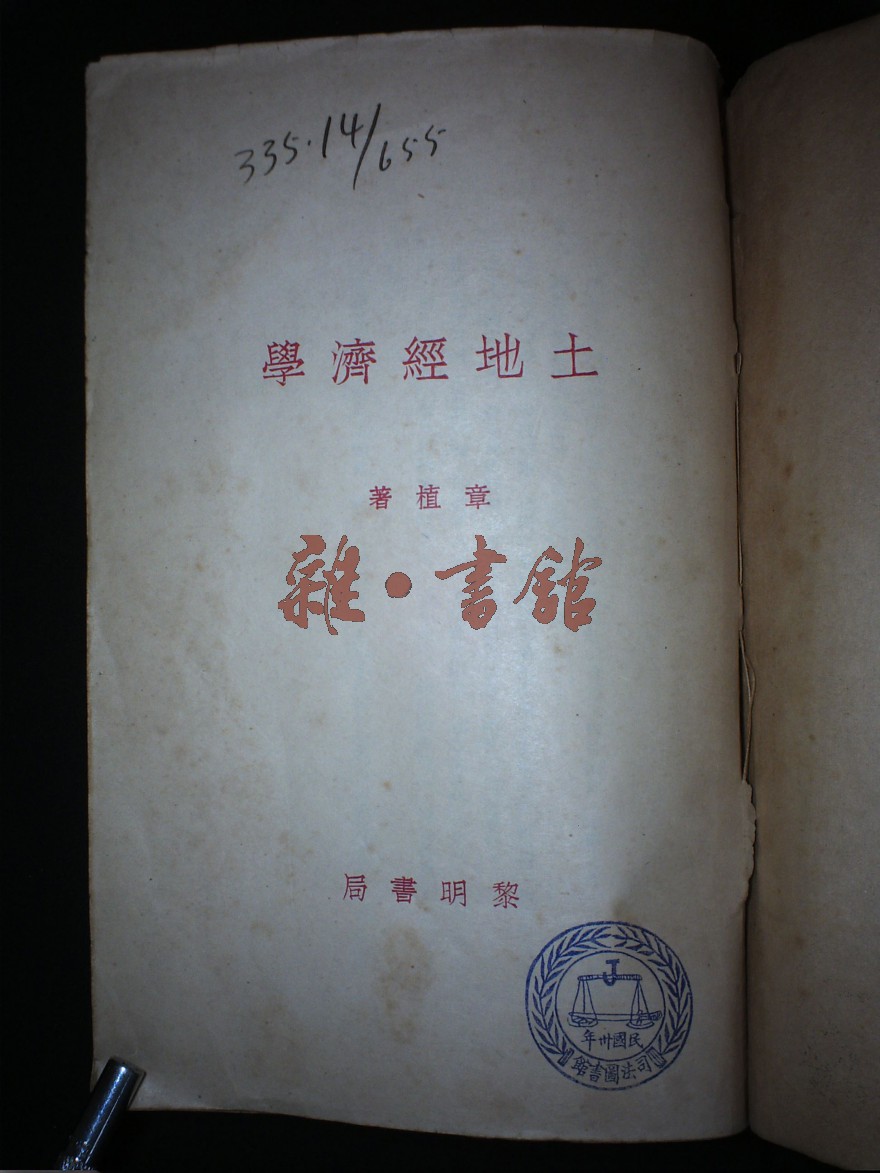 335.14/655
土地經濟學
章植著
雜·書館
黎明書局
民國卅年
司法圖書館